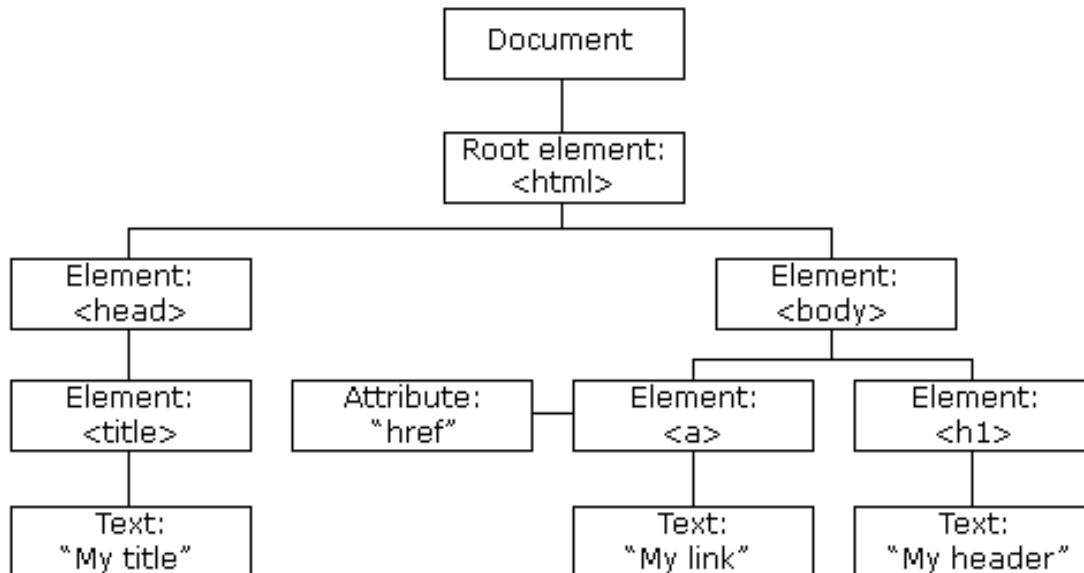 Document
Root element:
<html>
Element:
<head>
Element:
<body>
Element:
<title>
Attribute:
“href”
Element:
<a>
Element:
<h1>
Text:
“My title”
Text:
“My link”
Text:
“My header”